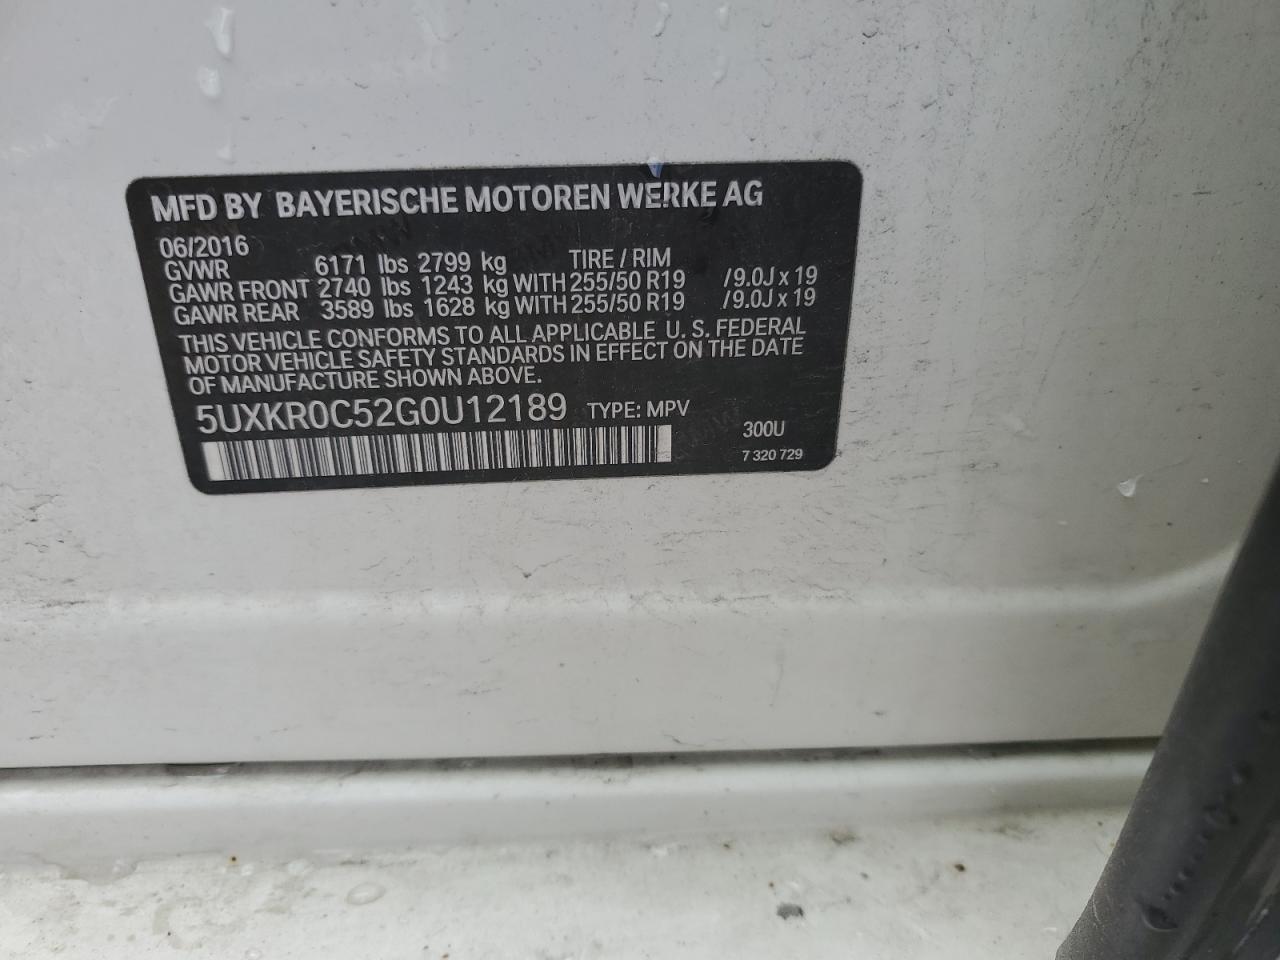 MFD BY BAYERISCHE MOTOREN WERKE AG
06/2016
GVWR 6171 lbs 2799 kg TIRE / RIM
GAWR FRONT 2740 lbs 1243 kg WITH 255/50 R19 /9.0J x 19
GAWR REAR 3589 lbs 1628 kg WITH 255/50 R19 /9.0J x 19
THIS VEHICLE CONFORMS TO ALL APPLICABLE U. S. FEDERAL
MOTOR VEHICLE SAFETY STANDARDS IN EFFECT ON THE DATE
OF MANUFACTURE SHOWN ABOVE.
5UXKR0C52G0U12189 TYPE: MPV
300U
7 320 729